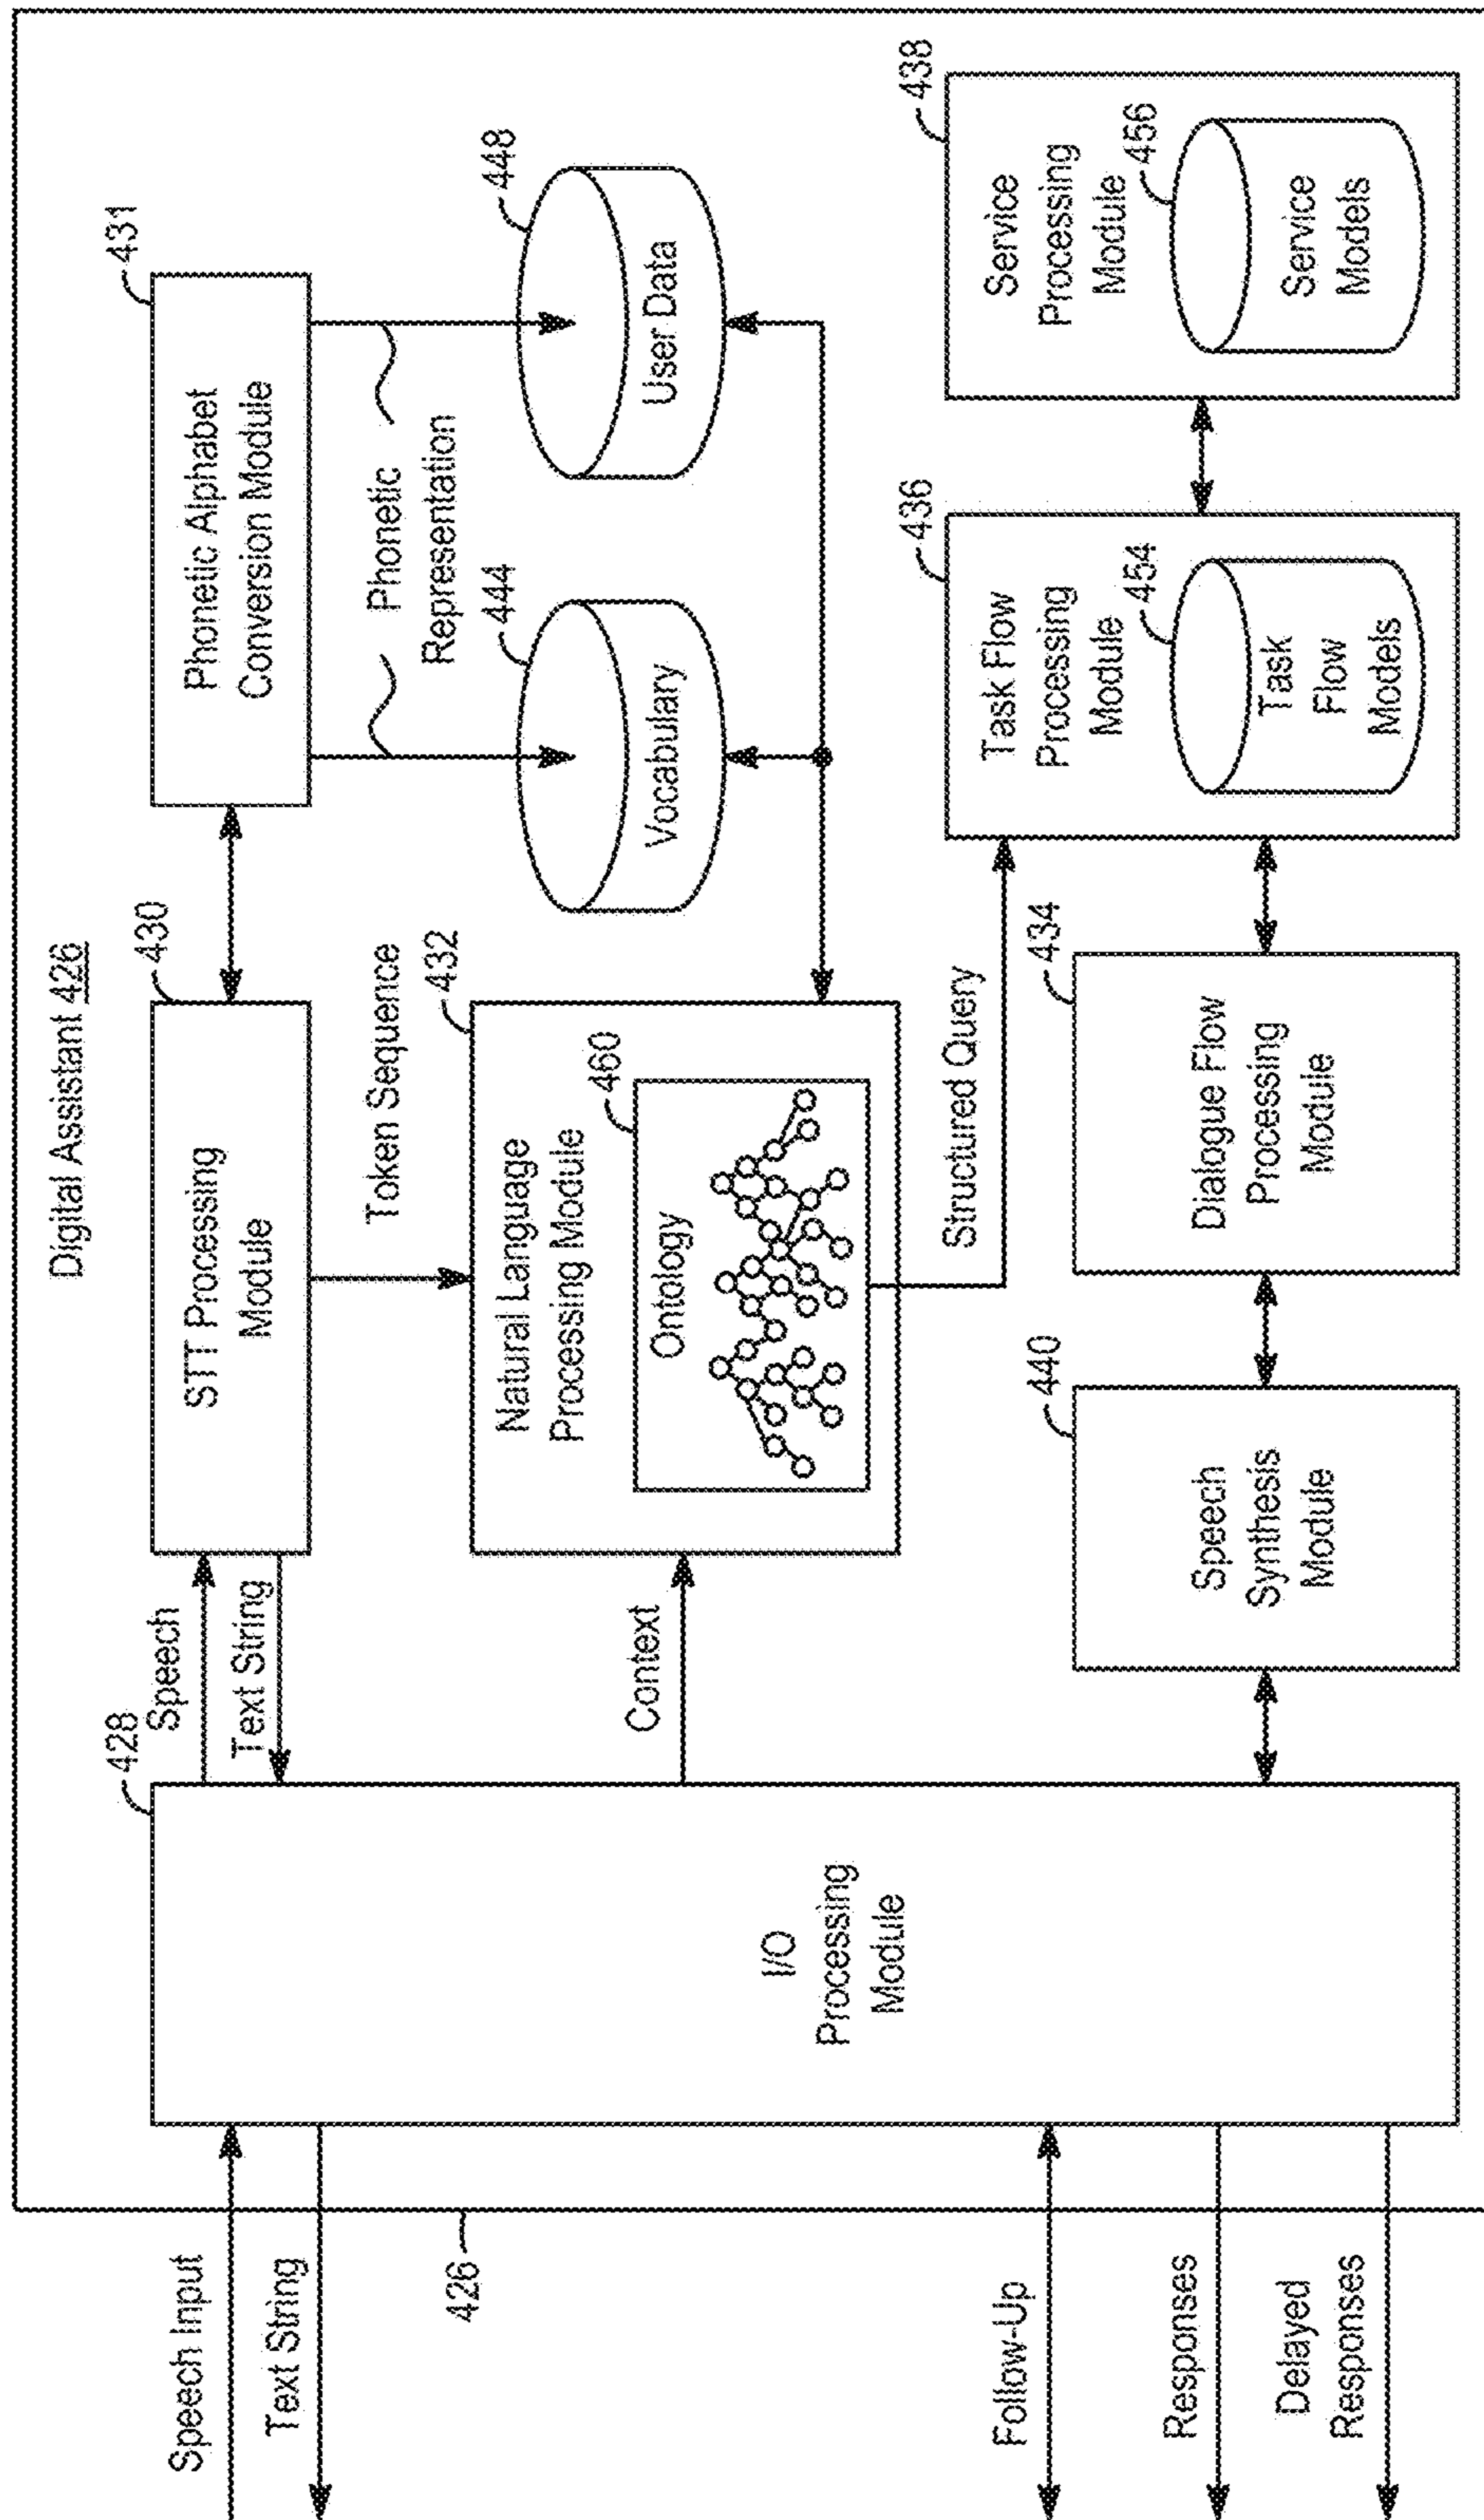 Digital Assistant 426
Speech Input
Text String
426
Follow-Up
Responses
Delayed
Responses
428
I/O
Processing
Module
Speech
Text String
Context
430
STT Processing
Module
Token Sequence
431
Phonetic Alphabet
Conversion Module
Phonetic
Representation
444
Vocabulary
448
User Data
432
Natural Language
Processing Module
460
Ontology
Structured Query
440
Speech
Synthesis
Module
434
Dialogue Flow
Processing
Module
436
Task Flow
Processing
Module
454
Task
Flow
Models
438
Service
Processing
Module
456
Service
Models